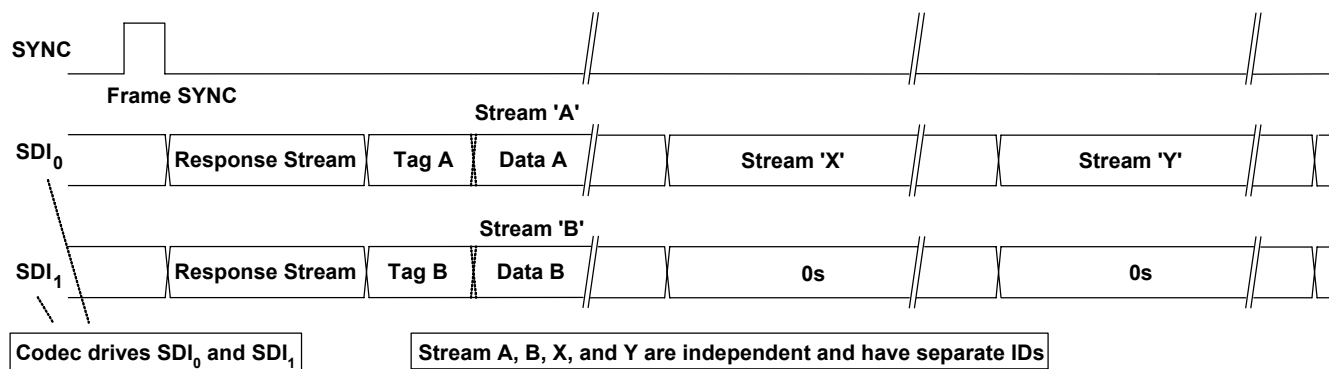 SYNC
Frame SYNC
Stream 'A'
SDI0 Response Stream Tag A Data A Stream 'X' Stream 'Y'
Stream 'B'
SDI1 Response Stream Tag B Data B 0s 0s
Codec drives SDI0 and SDI1 Stream A, B, X, and Y are independent and have separate IDs